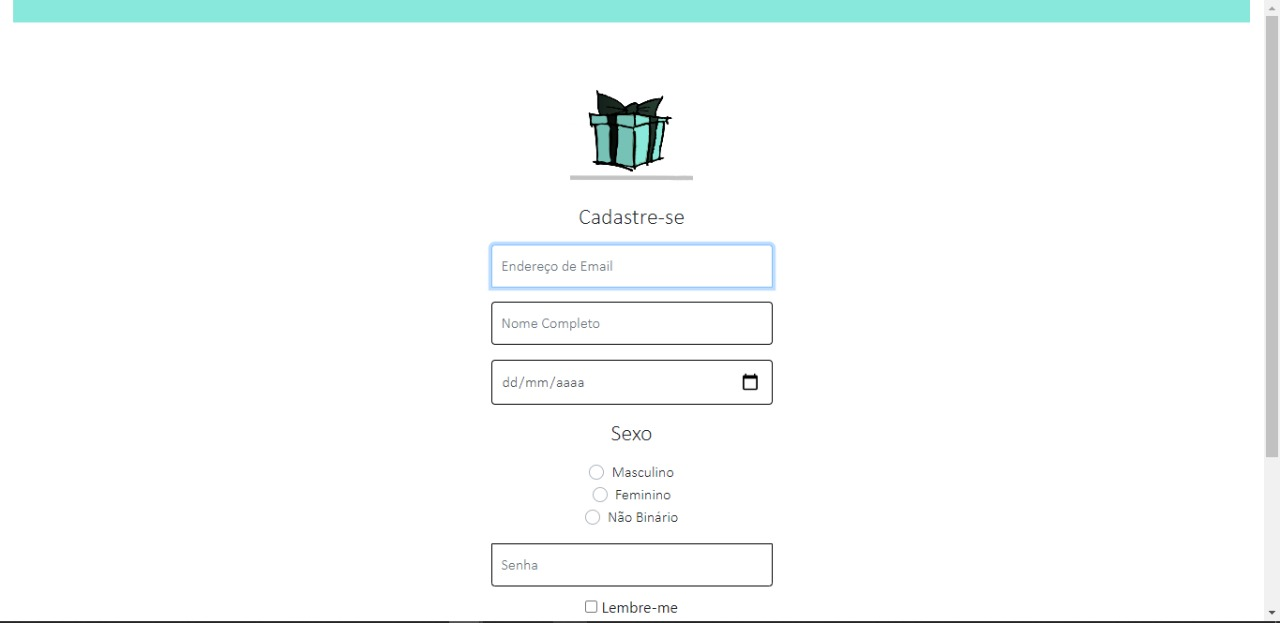 Cadastre-se
Endereço de Email
Nome Completo
dd/mm/aaaa
Sexo
Masculino
Feminino
Não Binário
Senha
Lembre-me